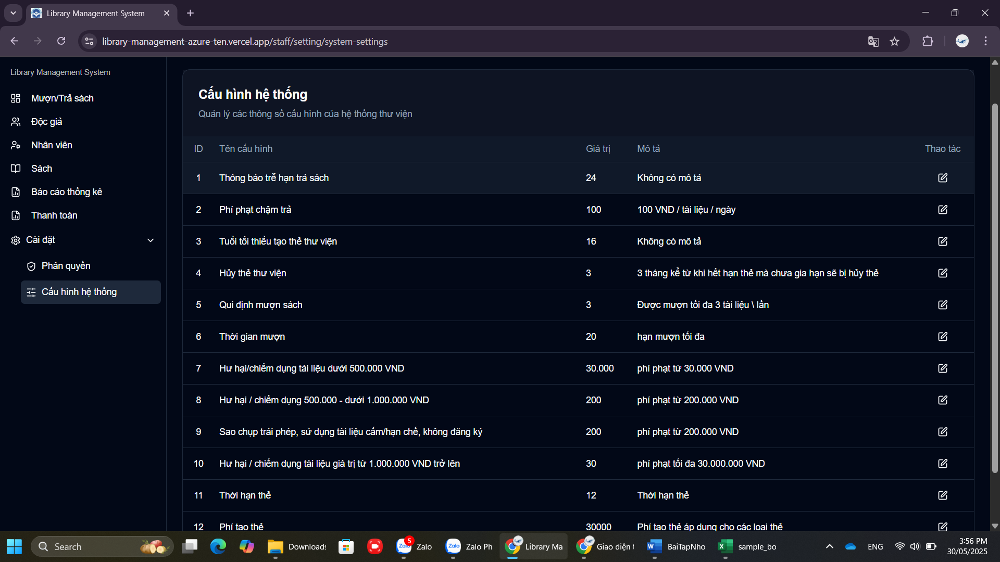 Library Management System
library-management-azure-ten.vercel.app/staff/setting/system-settings
Library Management System
Mượn/Trả sách
Độc giả
Nhân viên
Sách
Báo cáo thống kê
Thanh toán
Cài đặt
Phân quyền
Cấu hình hệ thống
Cấu hình hệ thống
Quản lý các thông số cấu hình của hệ thống thư viện
ID Tên cấu hình Giá trị Mô tả Thao tác
1 Thông báo trễ hạn trả sách 24 Không có mô tả
2 Phí phạt chậm trả 100 100 VND / tài liệu / ngày
3 Tuổi tối thiểu tạo thẻ thư viện 16 Không có mô tả
4 Hủy thẻ thư viện 3 3 tháng kể từ khi hết hạn thẻ mà chưa gia hạn sẽ bị hủy thẻ
5 Qui định mượn sách 3 Được mượn tối đa 3 tài liệu \ lần
6 Thời gian mượn 20 hạn mượn tối đa
7 Hư hại/chiếm dụng tài liệu dưới 500.000 VND 30.000 phí phạt từ 30.000 VND
8 Hư hại / chiếm dụng 500.000 - dưới 1.000.000 VND 200 phí phạt từ 200.000 VND
9 Sao chụp trái phép, sử dụng tài liệu cấm/hạn chế, không đăng ký 200 phí phạt từ 200.000 VND
10 Hư hại / chiếm dụng tài liệu giá trị từ 1.000.000 VND trở lên 30 phí phạt tối đa 30.000.000 VND
11 Thời hạn thẻ 12 Thời hạn thẻ
12 Phí tạo thẻ 30000 Phí tạo thẻ áp dụng cho các loại thẻ
Search Downloads 5 Zalo Zalo Zalo Zalo Ph Library Ma Giao diện t BaiTapNho sample_bo ENG 3:56 PM
30/05/2025